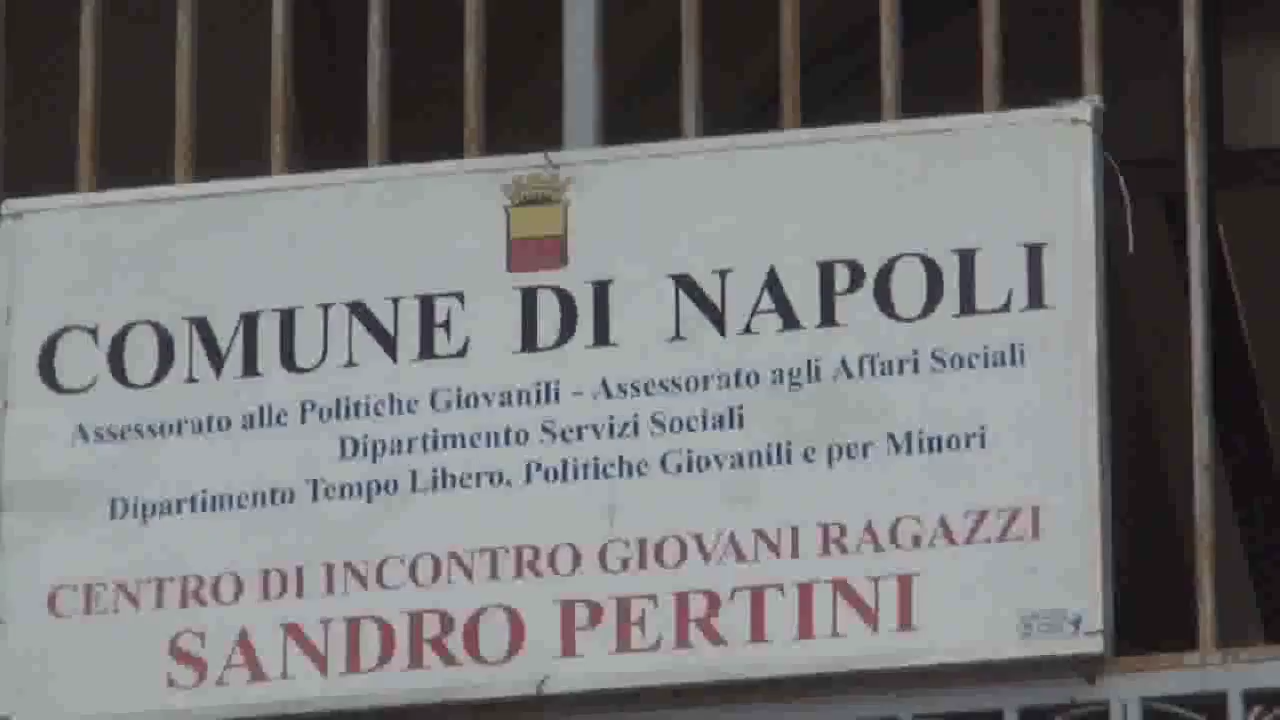 COMUNE DI NAPOLI
Assessorato alle Politiche Giovanili - Assessorato agli Affari Sociali
Dipartimento Servizi Sociali
Dipartimento Tempo Libero, Politiche Giovanili e per Minori
CENTRO DI INCONTRO GIOVANI RAGAZZI
SANDRO PERTINI